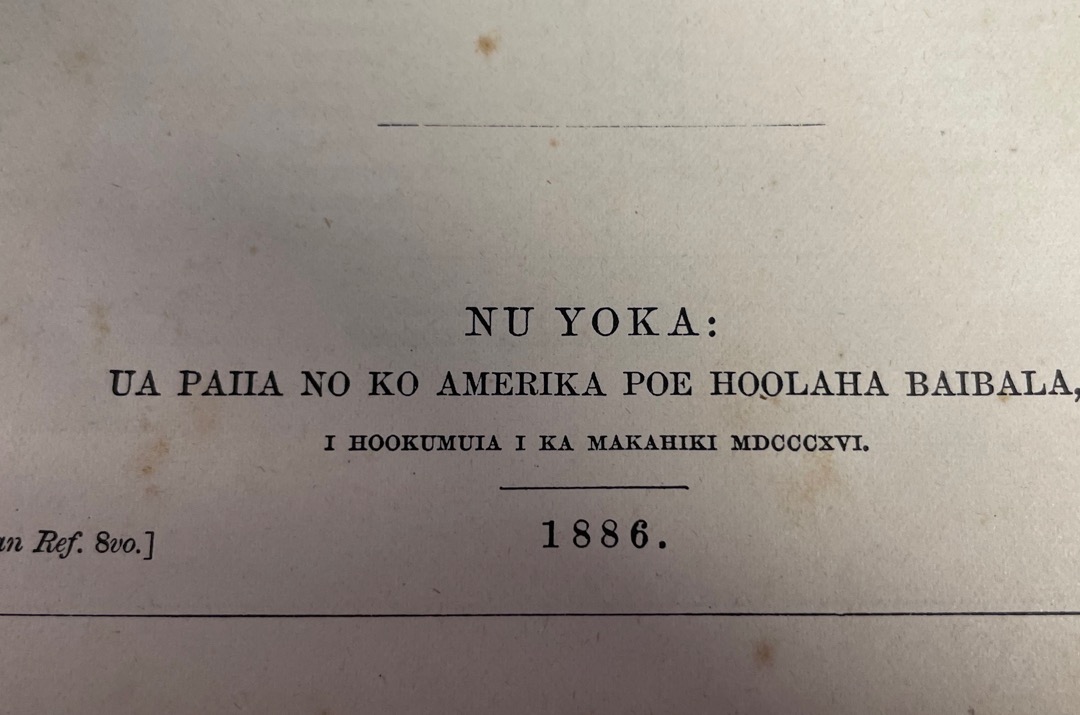 NU YOKA:
UA PAIIA NO KO AMERIKA POE HOOLAHA BAIBALA,
I HOOKUMUIA I KA MAKAHIKI MDCCCXVI.
1886.
Ref. 8vo.]